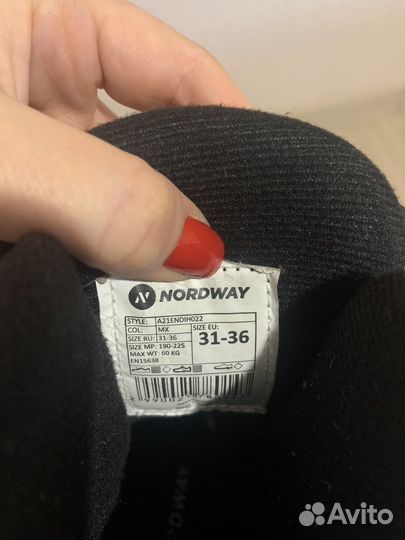 NORDWAY
STYLE: A21ENDIH022
COL: MX
SIZE RU: 31-36
SIZE MP: 190-225
MAX WT: 60 KG
EN15638
SIZE EU:
31-36
NORDWAY
Avito